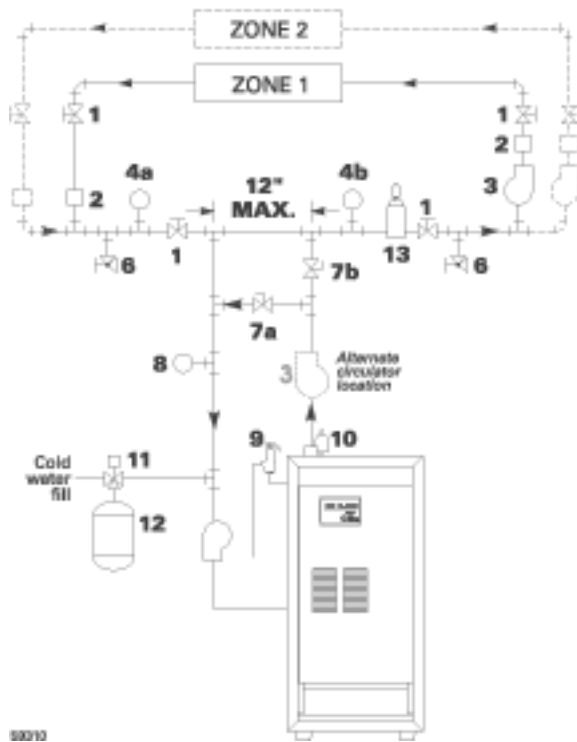 ZONE 2
ZONE 1
1
1
2
4a
12"
MAX.
4b
2
3
1
6
1
13
6
7b
7a
8
3
Alternate
circulator
location
9
10
11
Cold
water
fill
12